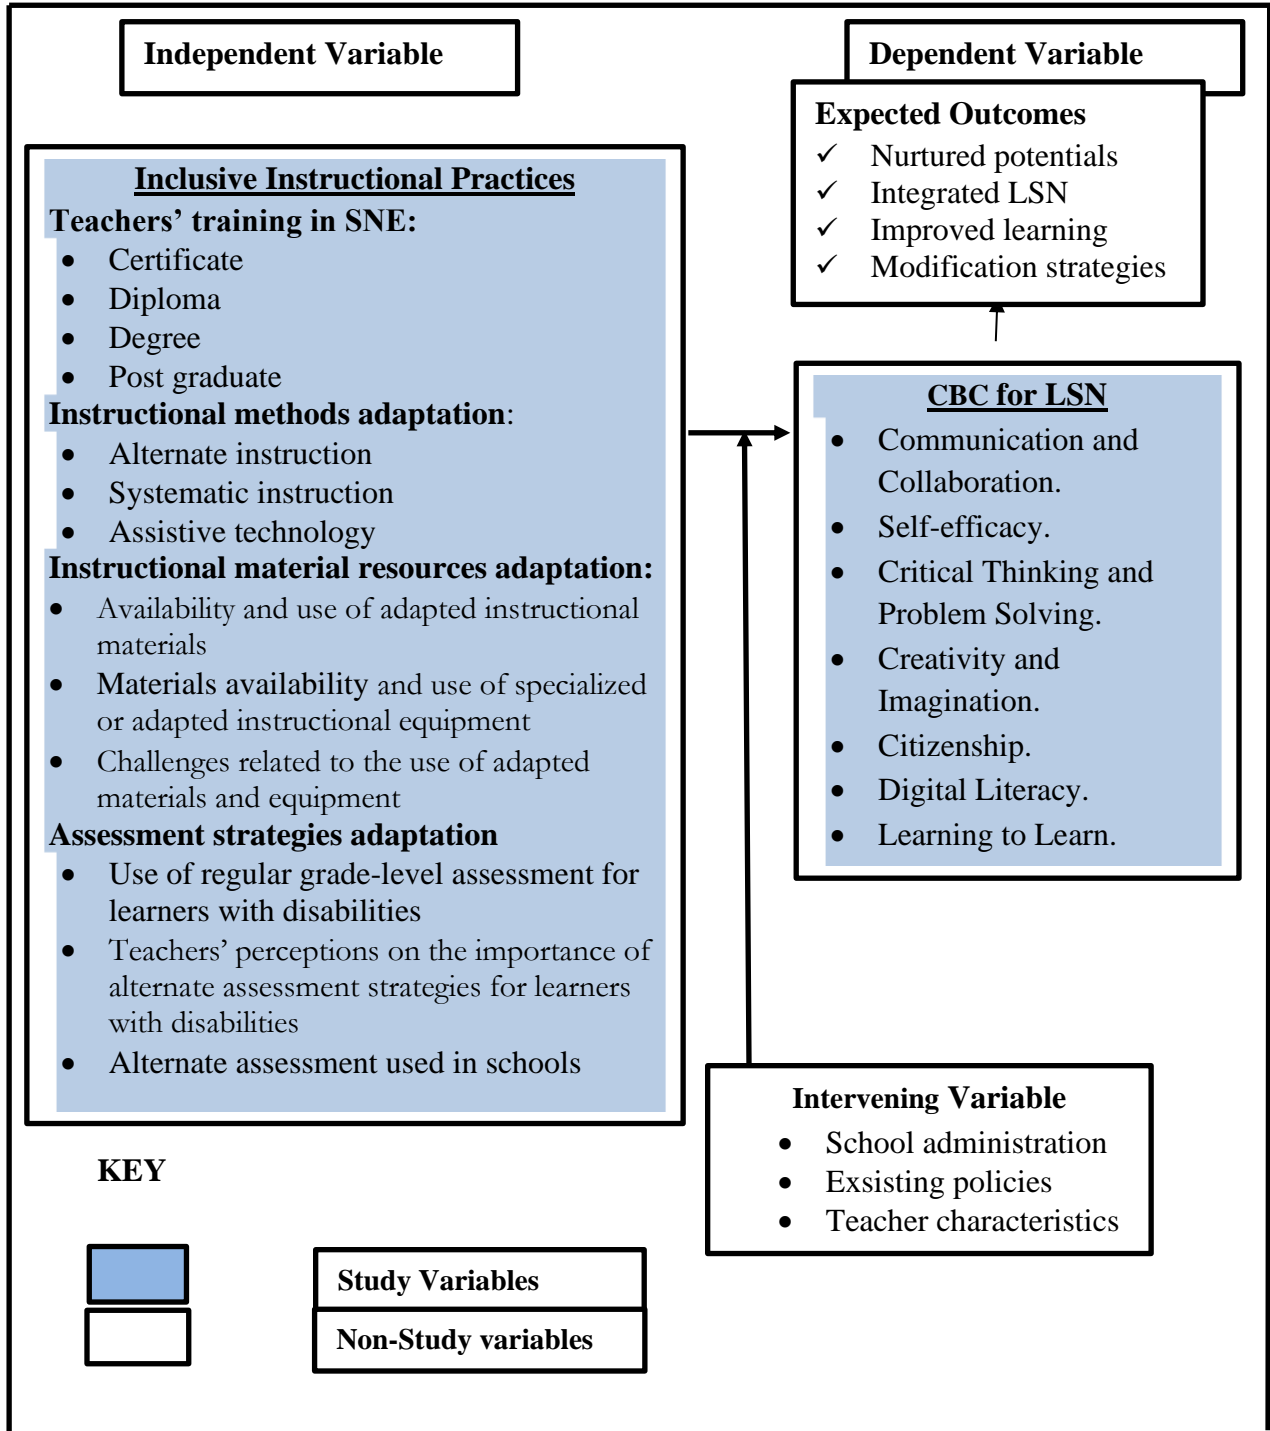 Independent Variable
Dependent Variable
Expected Outcomes
✓ Nurtured potentials
✓ Integrated LSN
✓ Improved learning
✓ Modification strategies
Inclusive Instructional Practices
Teachers’ training in SNE:
• Certificate
• Diploma
• Degree
• Post graduate
Instructional methods adaptation:
• Alternate instruction
• Systematic instruction
• Assistive technology
Instructional material resources adaptation:
• Availability and use of adapted instructional
materials
• Materials availability and use of specialized
or adapted instructional equipment
• Challenges related to the use of adapted
materials and equipment
Assessment strategies adaptation
• Use of regular grade-level assessment for
learners with disabilities
• Teachers’ perceptions on the importance of
alternate assessment strategies for learners
with disabilities
• Alternate assessment used in schools
CBC for LSN
• Communication and
Collaboration.
• Self-efficacy.
• Critical Thinking and
Problem Solving.
• Creativity and
Imagination.
• Citizenship.
• Digital Literacy.
• Learning to Learn.
Intervening Variable
• School administration
• Exsisting policies
• Teacher characteristics
KEY
Study Variables
Non-Study variables